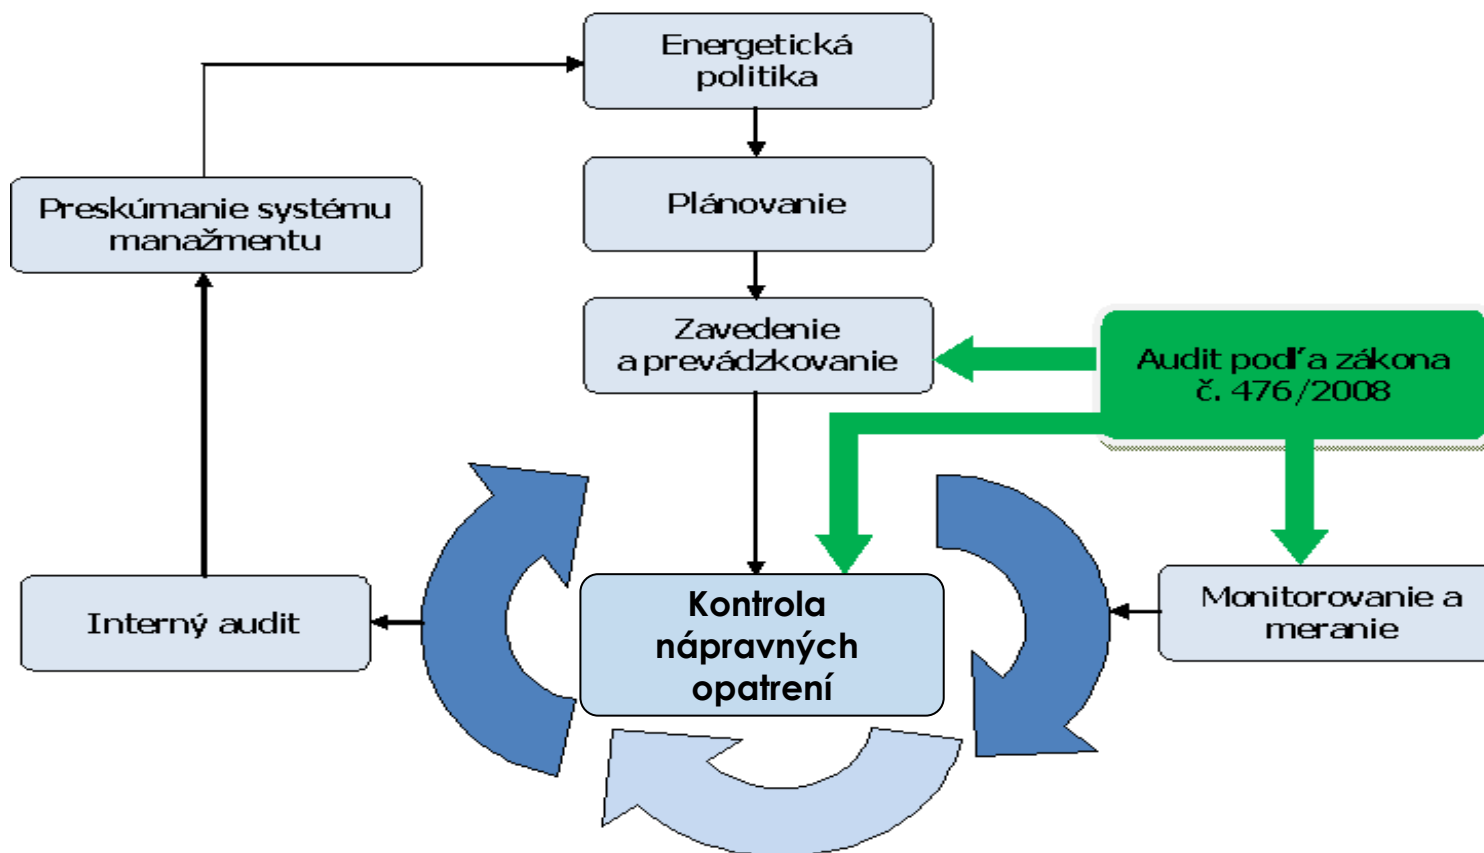 Energetická
politika
Plánovanie
Preskúmanie systému
manažmentu
Zavedenie
a prevádzkovanie
Audit podľa zákona
č. 476/2008
Interný audit
Kontrola
nápravných
opatrení
Monitorovanie a
meranie